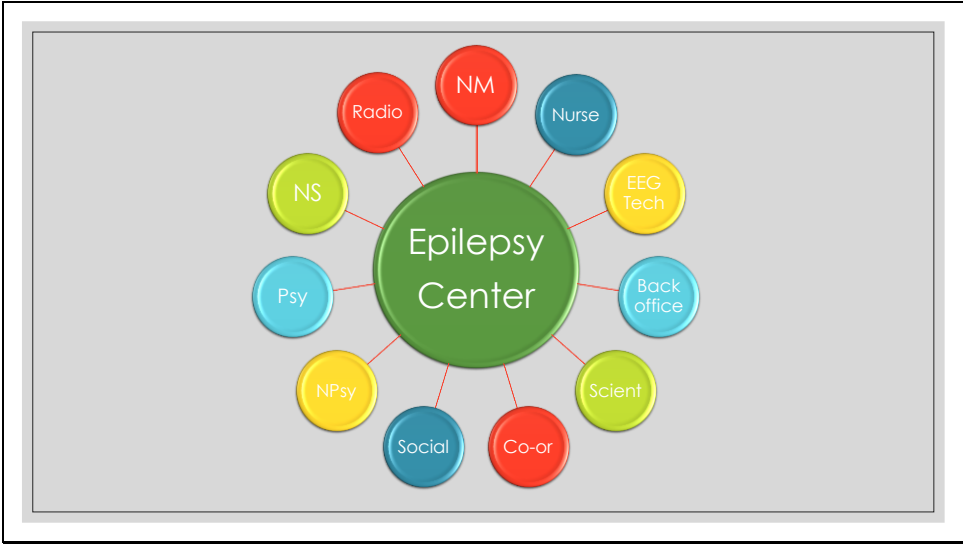 NM
Nurse
EEG
Tech
Back
office
Scient
Co-or
Social
NPsy
Psy
NS
Radio
Epilepsy
Center